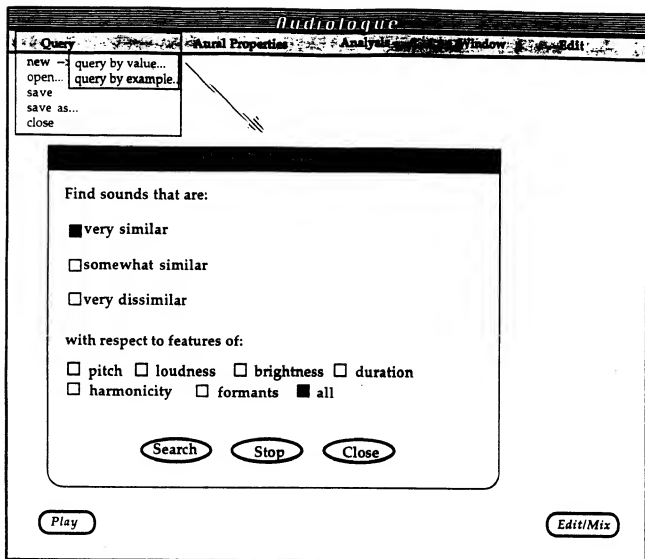 Audiologue
Query Aural Properties Analysis Window Edit
new -> query by value...
open... query by example..
save
save as...
close
Find sounds that are:
very similar
somewhat similar
very dissimilar
with respect to features of:
pitch loudness brightness duration
harmonicity formants all
Search Stop Close
Play Edit/Mix